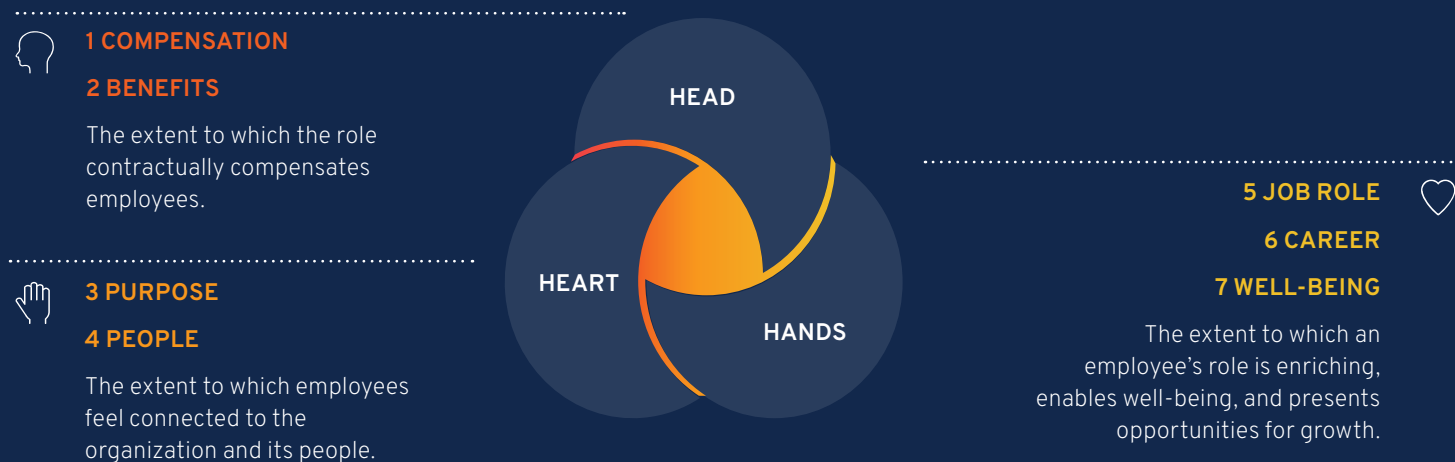 1 COMPENSATION
2 BENEFITS
The extent to which the role
contractually compensates
employees.
3 PURPOSE
4 PEOPLE
The extent to which employees
feel connected to the
organization and its people.
HEAD
HEART
HANDS
5 JOB ROLE
6 CAREER
7 WELL-BEING
The extent to which an
employee’s role is enriching,
enables well-being, and presents
opportunities for growth.